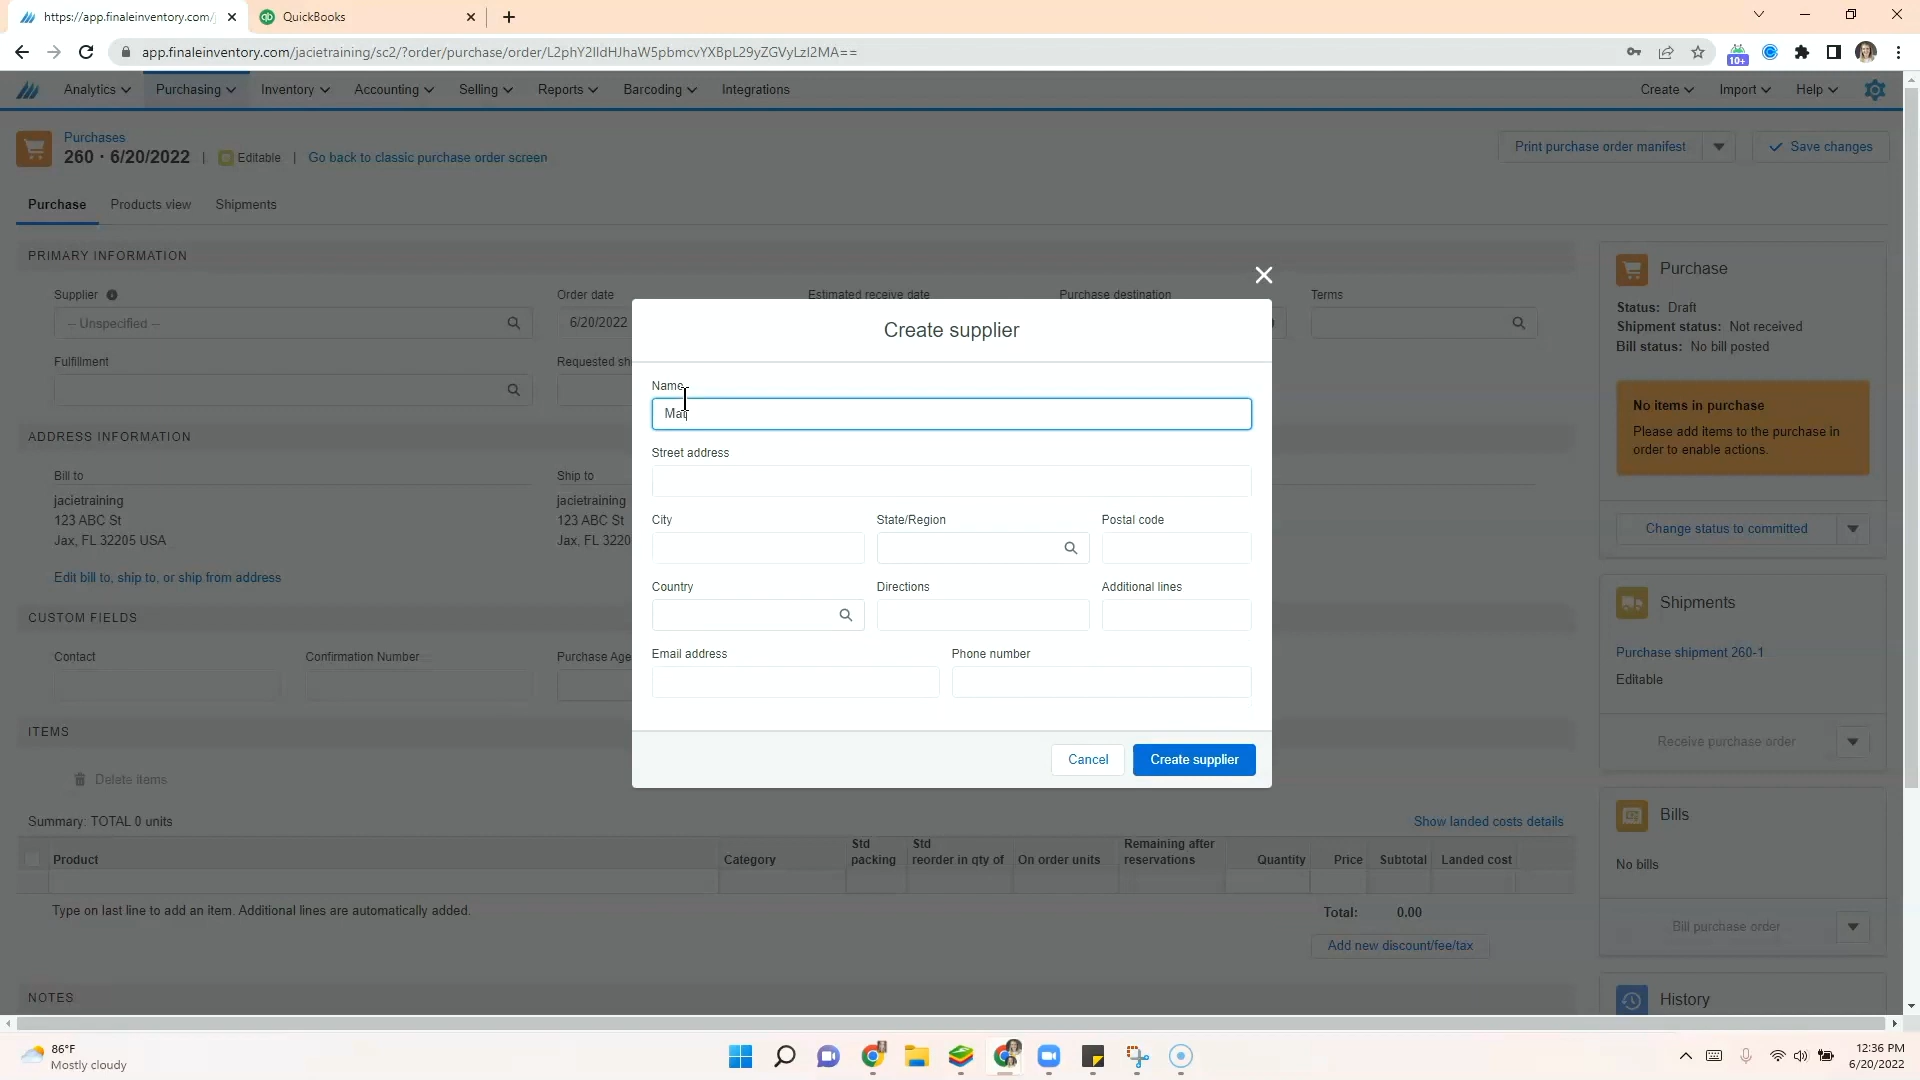 https://app.finaleinventory.com/j
QuickBooks
app.finaleinventory.com/jacietraining/sc2/?order/purchase/order/L2phY2lldHJhaW5pbmcvYXBpL29yZGVyLzI2MA==
10+
Analytics Purchasing Inventory Accounting Selling Reports Barcoding Integrations Create Import Help
Purchases
260 · 6/20/2022 | Editable | Go back to classic purchase order screen
Print purchase order manifest Save changes
Purchase Products view Shipments
PRIMARY INFORMATION
Supplier Order date Estimated receive date Purchase destination Terms
-- Unspecified -- 6/20/2022
Fulfillment Requested sh
ADDRESS INFORMATION
Bill to Ship to
jacietraining jacietraining
123 ABC St 123 ABC St
Jax, FL 32205 USA Jax, FL 3220
Edit bill to, ship to, or ship from address
CUSTOM FIELDS
Contact Confirmation Number Purchase Age
ITEMS
Delete items
Summary: TOTAL 0 units Show landed costs details
Product Category Std packing Std reorder in qty of On order units Remaining after reservations Quantity Price Subtotal Landed cost
Type on last line to add an item. Additional lines are automatically added.
Total: 0.00
Add new discount/fee/tax
NOTES
Create supplier
Name
Mat
Street address
City State/Region Postal code
Country Directions Additional lines
Email address Phone number
Cancel Create supplier
Purchase
Status: Draft
Shipment status: Not received
Bill status: No bill posted
No items in purchase
Please add items to the purchase in
order to enable actions.
Change status to committed
Shipments
Purchase shipment 260-1
Editable
Receive purchase order
Bills
No bills
Bill purchase order
History
86°F
Mostly cloudy
12:36 PM
6/20/2022